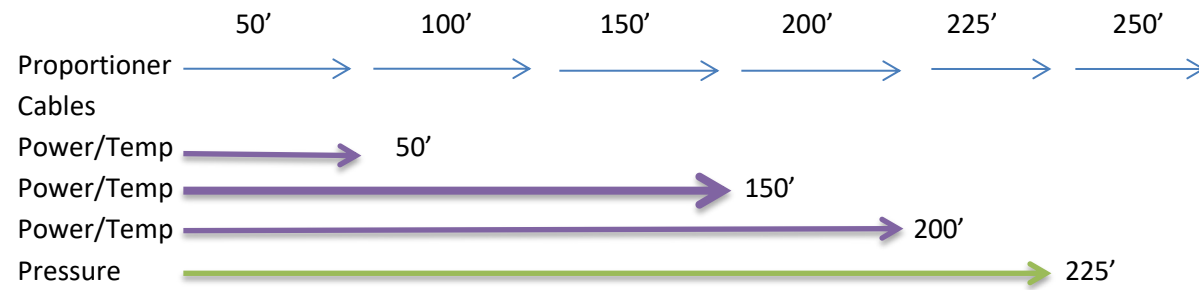 50’ 100’ 150’ 200’ 225’ 250’
Proportioner
Cables
Power/Temp 50’
Power/Temp 150’
Power/Temp 200’
Pressure 225’